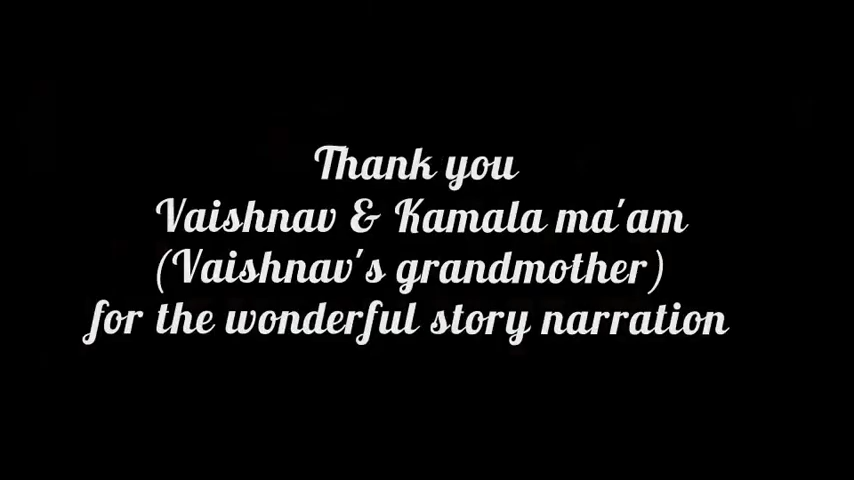 Thank you
Vaishnav & Kamala ma'am
(Vaishnav's grandmother)
for the wonderful story narration